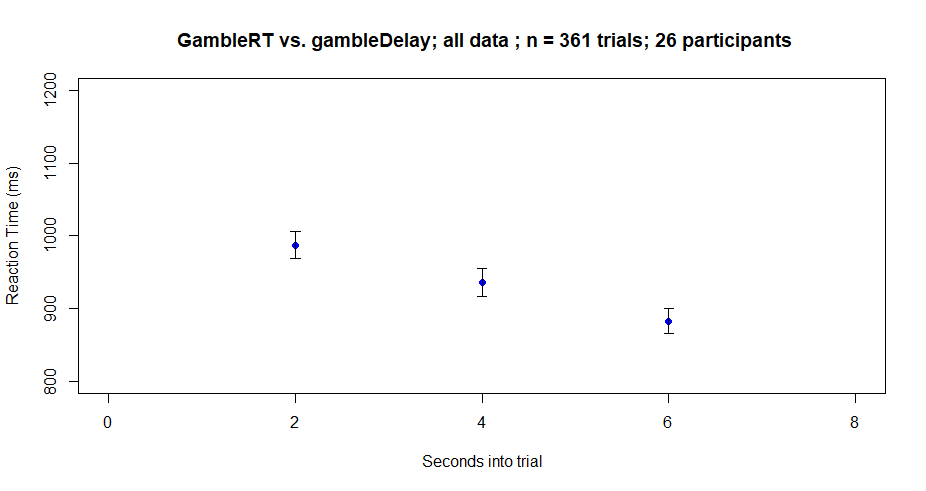 GambleRT vs. gambleDelay; all data ; n = 361 trials; 26 participants
Reaction Time (ms)
1200
1100
1000
900
800
0 2 4 6 8
Seconds into trial